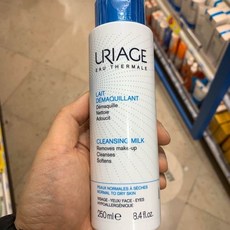 URIAGE
EAU THERMALE
LAIT
DÉMAQUILLANT
Démaquille
Nettoie
Adoucit
CLEANSING MILK
Removes make-up
Cleanses
Softens
PEAUX NORMALES À SÈCHES
NORMAL TO DRY SKIN
VISAGE - YEUX / FACE - EYES
HYPOALLERGÉNIQUE
250ml e 8.4 fl.oz.